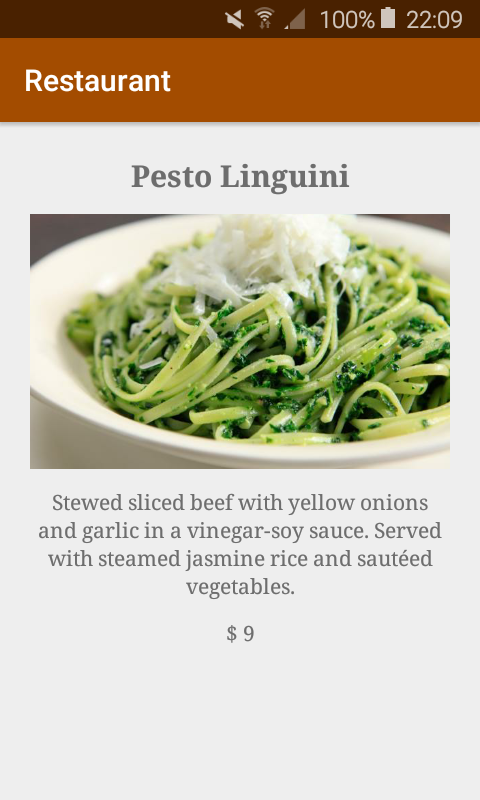 100% 22:09
Restaurant
Pesto Linguini
Stewed sliced beef with yellow onions
and garlic in a vinegar-soy sauce. Served
with steamed jasmine rice and sautéed
vegetables.
$ 9